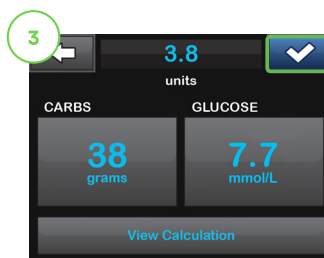 3
3.8
units
CARBS GLUCOSE
38 7.7
grams mmol/L
View Calculation